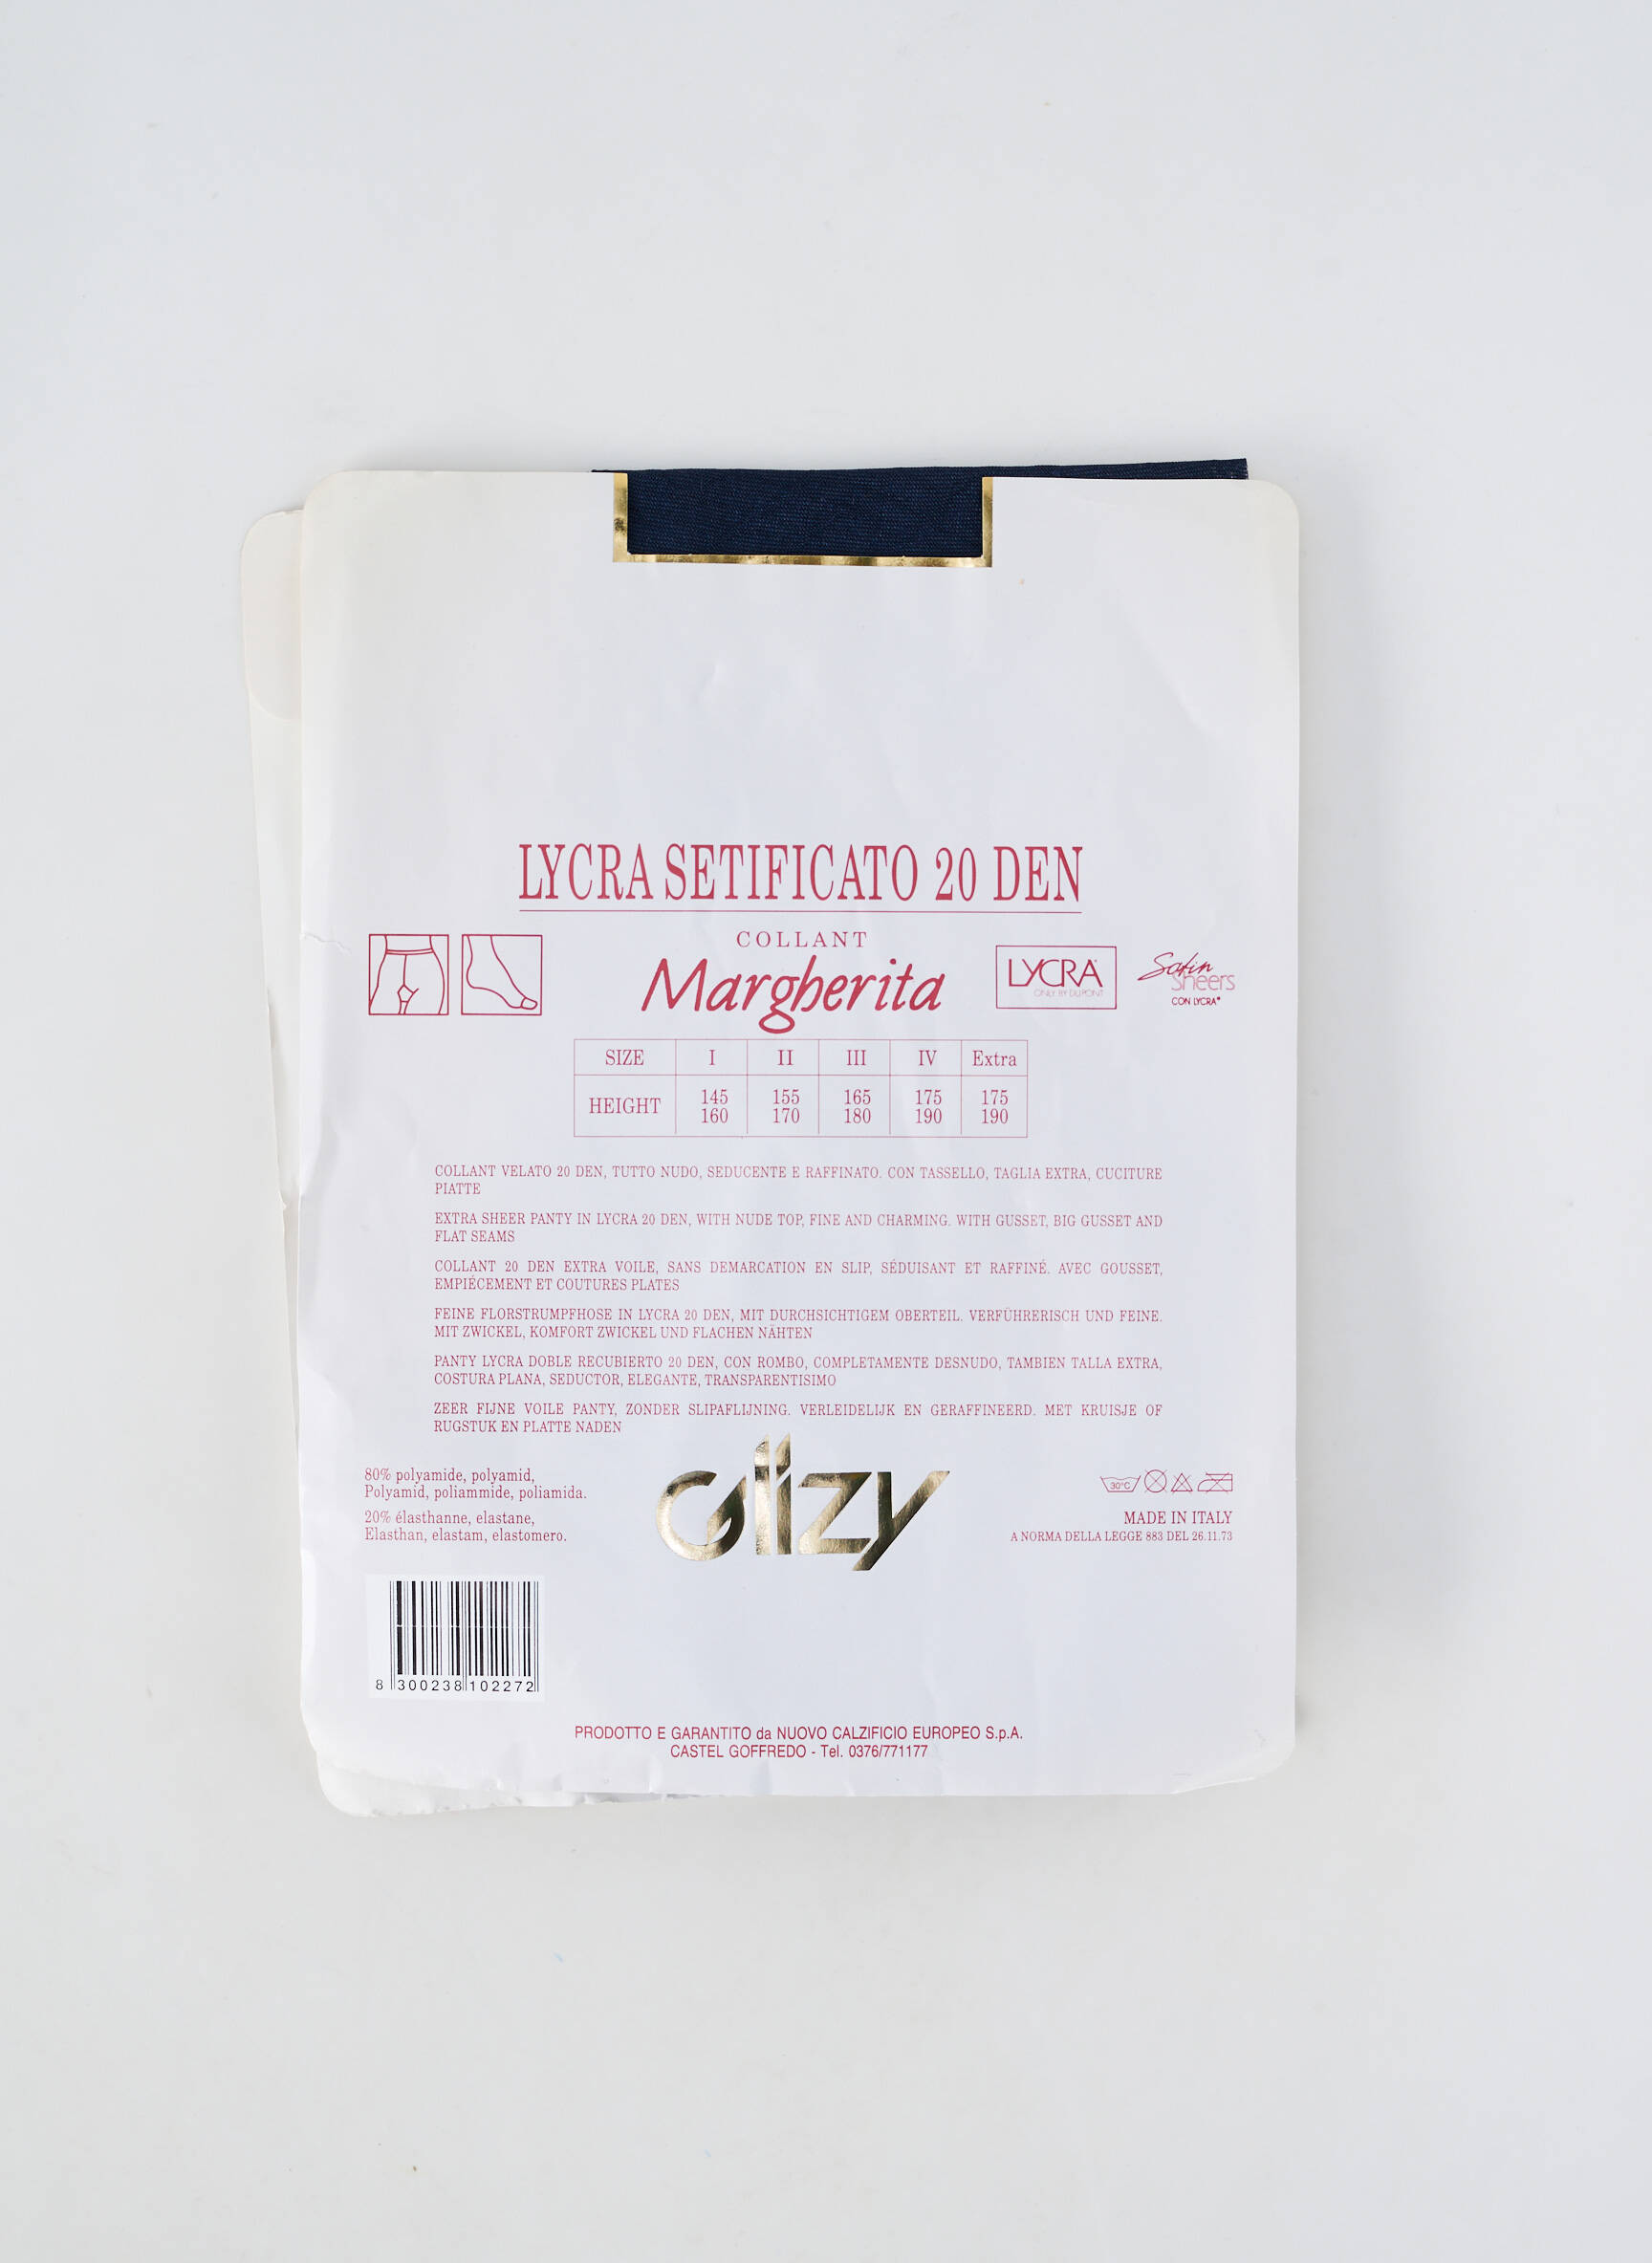 LYCRA SETIFICATO 20 DEN
COLLANT
Margherita
LYCRA
ONLY BY DUPONT
Satin
Sheers
CON LYCRA®
SIZE I II III IV Extra
HEIGHT 145 155 165 175 175
160 170 180 190 190
COLLANT VELATO 20 DEN, TUTTO NUDO, SEDUCENTE E RAFFINATO. CON TASSELLO, TAGLIA EXTRA, CUCITURE
PIATTE
EXTRA SHEER PANTY IN LYCRA 20 DEN, WITH NUDE TOP, FINE AND CHARMING. WITH GUSSET, BIG GUSSET AND
FLAT SEAMS
COLLANT 20 DEN EXTRA VOILE, SANS DEMARCATION EN SLIP, SÉDUISANT ET RAFFINÉ. AVEC GOUSSET,
EMPIÉCEMENT ET COUTURES PLATES
FEINE FLORSTRUMPFHOSE IN LYCRA 20 DEN, MIT DURCHSICHTIGEM OBERTEIL. VERFÜHRERISCH UND FEINE.
MIT ZWICKEL, KOMFORT ZWICKEL UND FLACHEN NÄHTEN
PANTY LYCRA DOBLE RECUBIERTO 20 DEN, CON ROMBO, COMPLETAMENTE DESNUDO, TAMBIEN TALLA EXTRA,
COSTURA PLANA, SEDUCTOR, ELEGANTE, TRANSPARENTISIMO
ZEER FIJNE VOILE PANTY, ZONDER SLIPAFLIJNING. VERLEIDELIJK EN GERAFFINEERD. MET KRUISJE OF
RUGSTUK EN PLATTE NADEN
80% polyamide, polyamid,
Polyamid, poliammide, poliamida.
20% élasthanne, elastane,
Elasthan, elastam, elastomero.
30°C
MADE IN ITALY
A NORMA DELLA LEGGE 883 DEL 26.11.73
8 300238 102272
PRODOTTO E GARANTITO da NUOVO CALZIFICIO EUROPEO S.p.A.
CASTEL GOFFREDO - Tel. 0376/771177